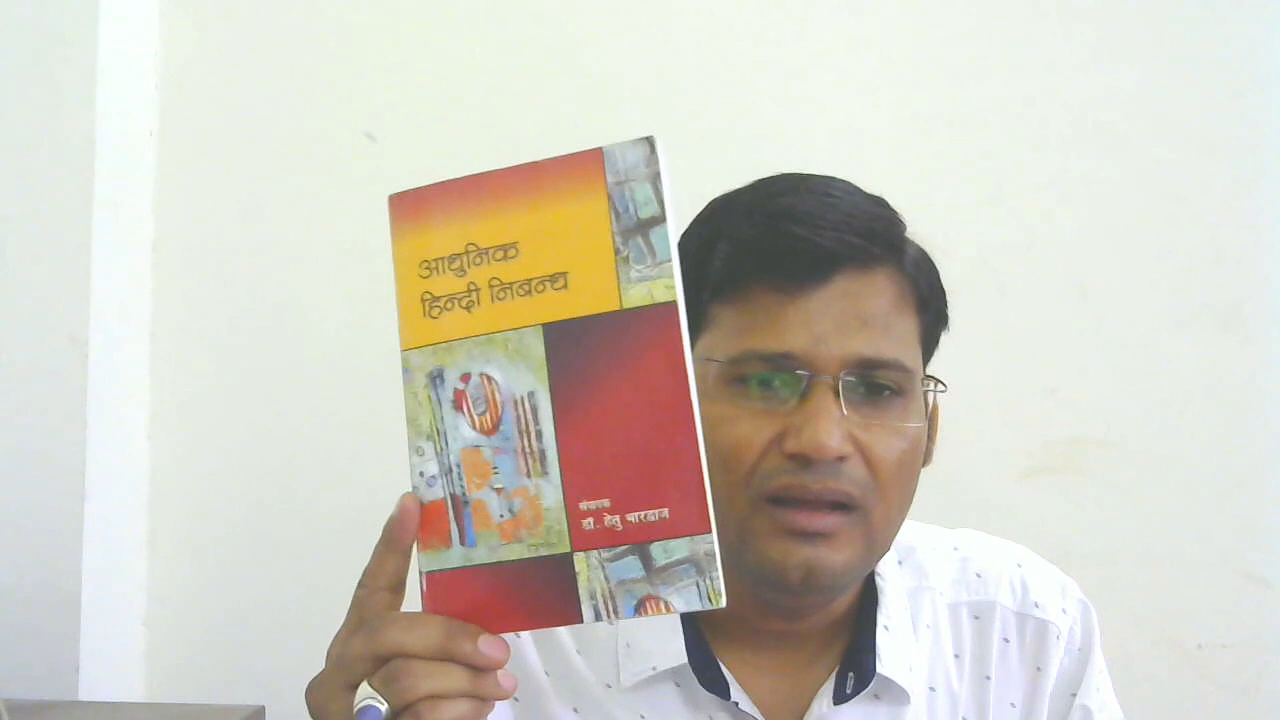 आधुनिक
हिन्दी निबन्ध
संपादक
डॉ. हेतु भारद्वाज